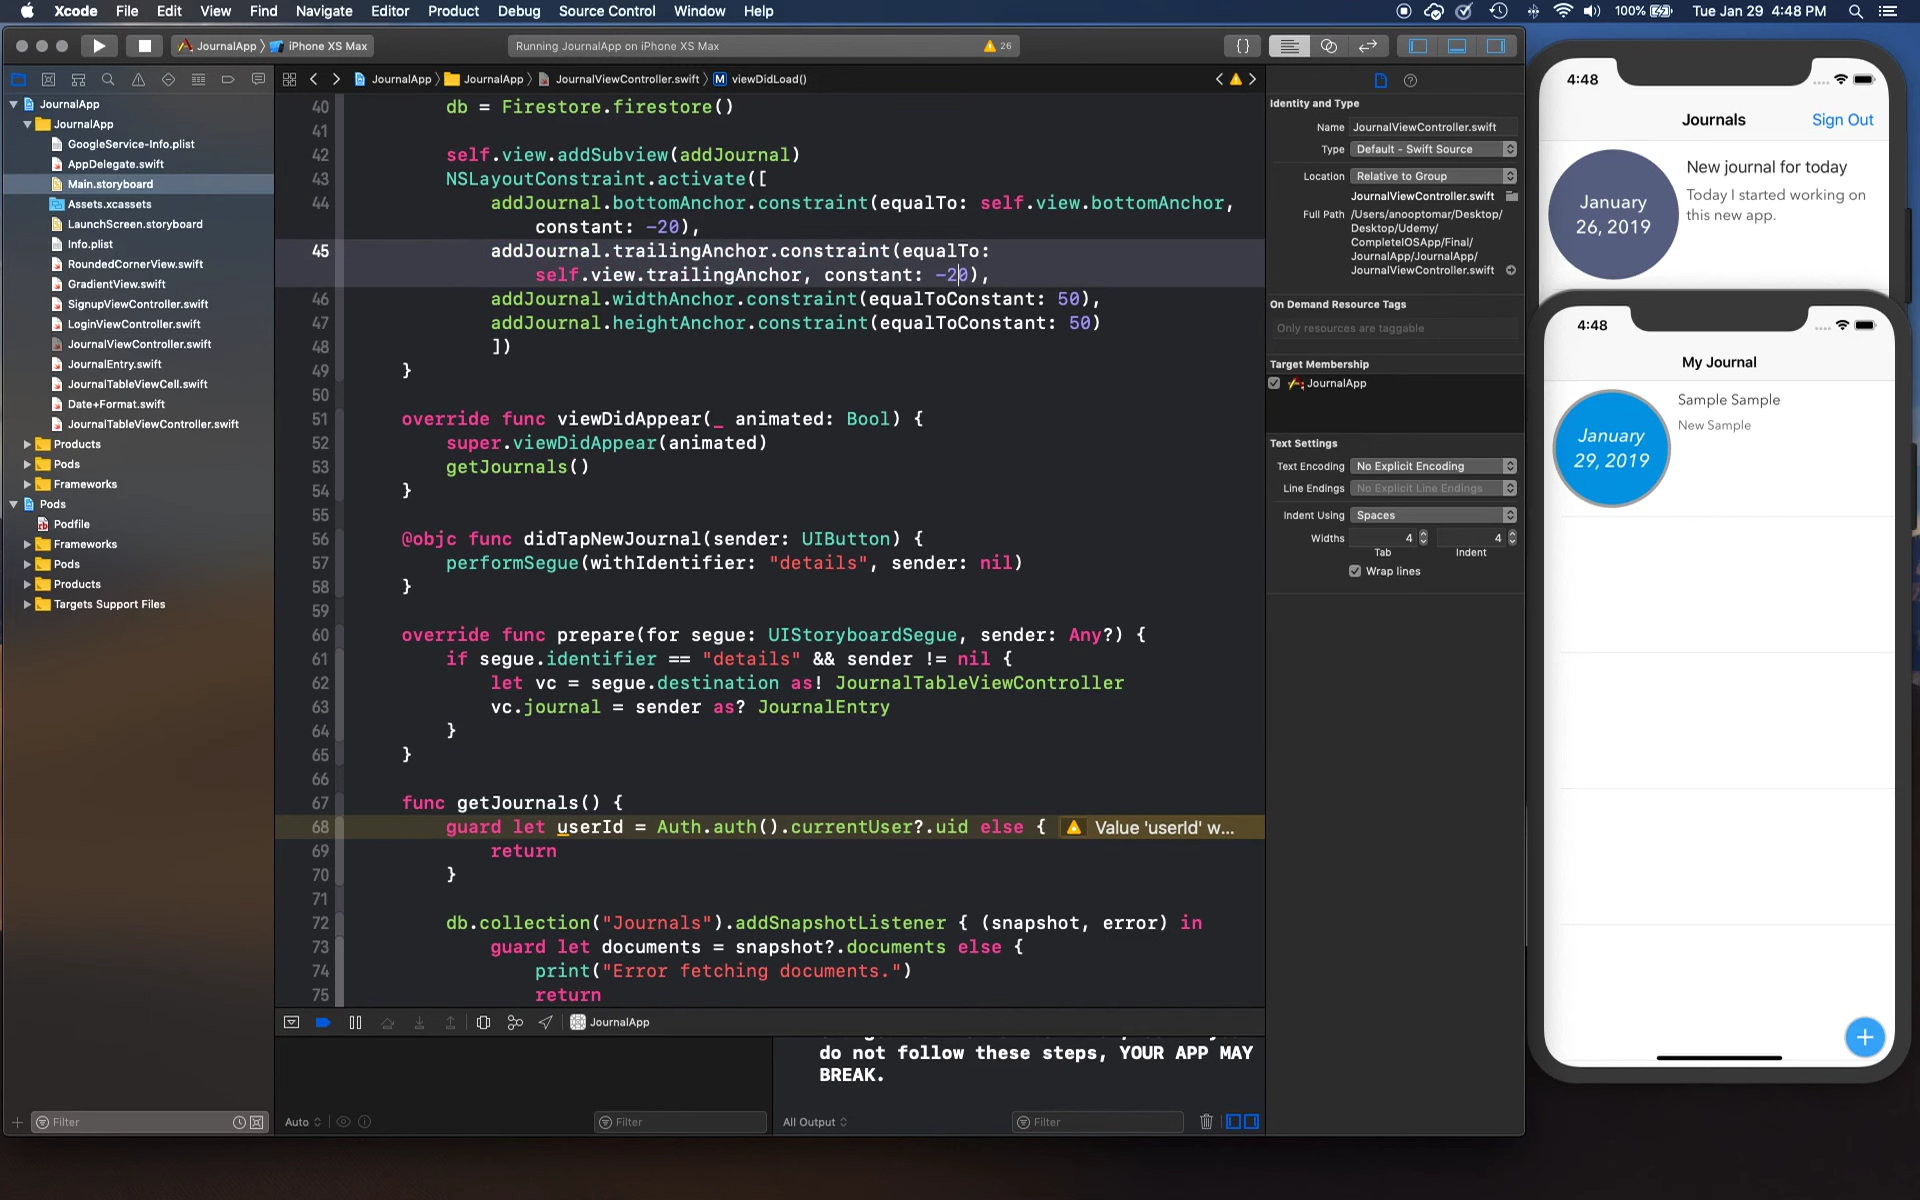 Xcode File Edit View Find Navigate Editor Product Debug Source Control Window Help
100% Tue Jan 29 4:48 PM
JournalApp iPhone XS Max
Running JournalApp on iPhone XS Max
26
JournalApp
JournalApp
GoogleService-Info.plist
AppDelegate.swift
Main.storyboard
Assets.xcassets
LaunchScreen.storyboard
Info.plist
RoundedCornerView.swift
GradientView.swift
SignupViewController.swift
LoginViewController.swift
JournalViewController.swift
JournalEntry.swift
JournalTableViewCell.swift
Date+Format.swift
JournalTableViewController.swift
Products
Pods
Frameworks
Pods
Podfile
Frameworks
Pods
Products
Targets Support Files
Filter
JournalApp JournalApp JournalViewController.swift M viewDidLoad()
40 db = Firestore.firestore()
41
42 self.view.addSubview(addJournal)
43 NSLayoutConstraint.activate([
44 addJournal.bottomAnchor.constraint(equalTo: self.view.bottomAnchor,
constant: -20),
45 addJournal.trailingAnchor.constraint(equalTo:
self.view.trailingAnchor, constant: -20),
46 addJournal.widthAnchor.constraint(equalToConstant: 50),
47 addJournal.heightAnchor.constraint(equalToConstant: 50)
48 ])
49 }
50
51 override func viewDidAppear(_ animated: Bool) {
52 super.viewDidAppear(animated)
53 getJournals()
54 }
55
56 @objc func didTapNewJournal(sender: UIButton) {
57 performSegue(withIdentifier: "details", sender: nil)
58 }
59
60 override func prepare(for segue: UIStoryboardSegue, sender: Any?) {
61 if segue.identifier == "details" && sender != nil {
62 let vc = segue.destination as! JournalTableViewController
63 vc.journal = sender as? JournalEntry
64 }
65 }
66
67 func getJournals() {
68 guard let userId = Auth.auth().currentUser?.uid else { Value 'userId' w...
69 return
70 }
71
72 db.collection("Journals").addSnapshotListener { (snapshot, error) in
73 guard let documents = snapshot?.documents else {
74 print("Error fetching documents.")
75 return
JournalApp
do not follow these steps, YOUR APP MAY
BREAK.
Auto
Filter
All Output
Filter
Identity and Type
Name JournalViewController.swift
Type Default - Swift Source
Location Relative to Group
JournalViewController.swift
Full Path /Users/anooptomar/Desktop/
Desktop/Udemy/
CompleteIOSApp/Final/
JournalApp/JournalApp/
JournalViewController.swift
On Demand Resource Tags
Only resources are taggable
Target Membership
JournalApp
Text Settings
Text Encoding No Explicit Encoding
Line Endings No Explicit Line Endings
Indent Using Spaces
Widths 4 4
Tab Indent
Wrap lines
4:48
Journals Sign Out
January
26, 2019
New journal for today
Today I started working on
this new app.
4:48
My Journal
January
29, 2019
Sample Sample
New Sample